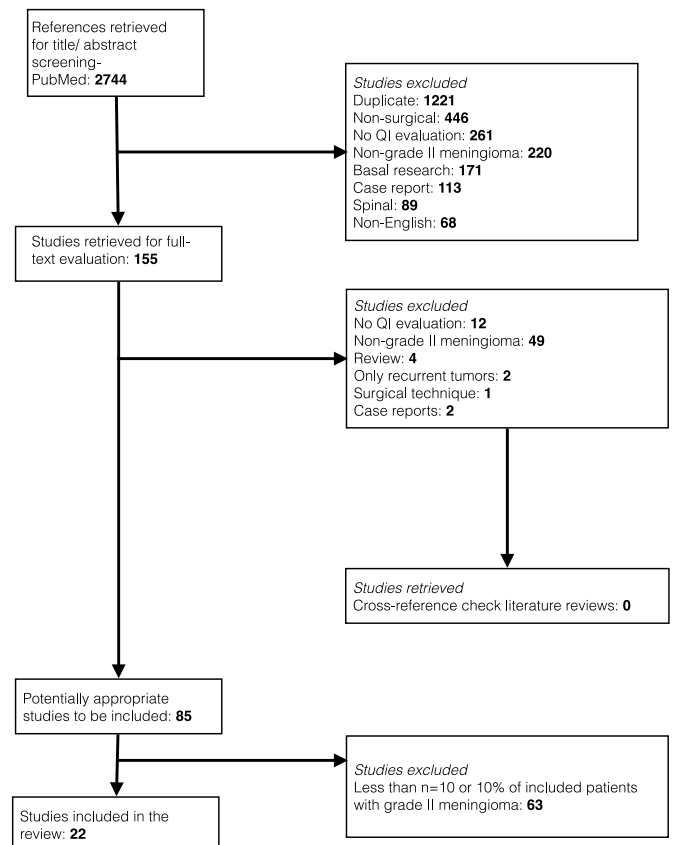 References retrieved
for title/ abstract
screening-
PubMed: 2744
Studies excluded
Duplicate: 1221
Non-surgical: 446
No QI evaluation: 261
Non-grade II meningioma: 220
Basal research: 171
Case report: 113
Spinal: 89
Non-English: 68
Studies retrieved for full-
text evaluation: 155
Studies excluded
No QI evaluation: 12
Non-grade II meningioma: 49
Review: 4
Only recurrent tumors: 2
Surgical technique: 1
Case reports: 2
Studies retrieved
Cross-reference check literature reviews: 0
Potentially appropriate
studies to be included: 85
Studies excluded
Less than n=10 or 10% of included patients
with grade II meningioma: 63
Studies included in the
review: 22